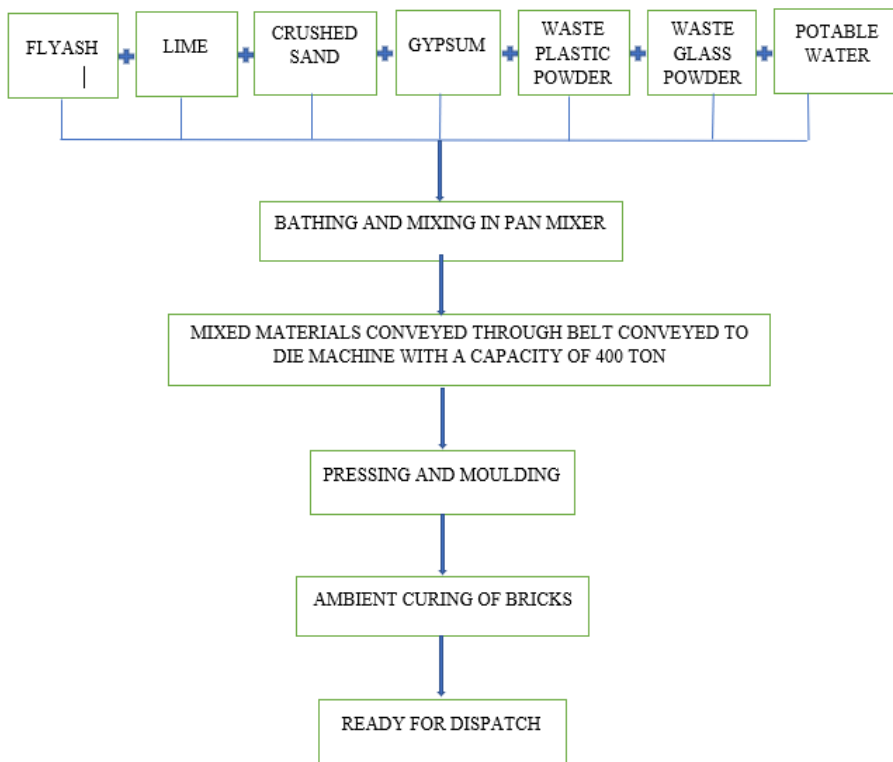 FLYASH
LIME
CRUSHED
SAND
GYPSUM
WASTE
PLASTIC
POWDER
WASTE
GLASS
POWDER
POTABLE
WATER
BATHING AND MIXING IN PAN MIXER
MIXED MATERIALS CONVEYED THROUGH BELT CONVEYED TO
DIE MACHINE WITH A CAPACITY OF 400 TON
PRESSING AND MOULDING
AMBIENT CURING OF BRICKS
READY FOR DISPATCH